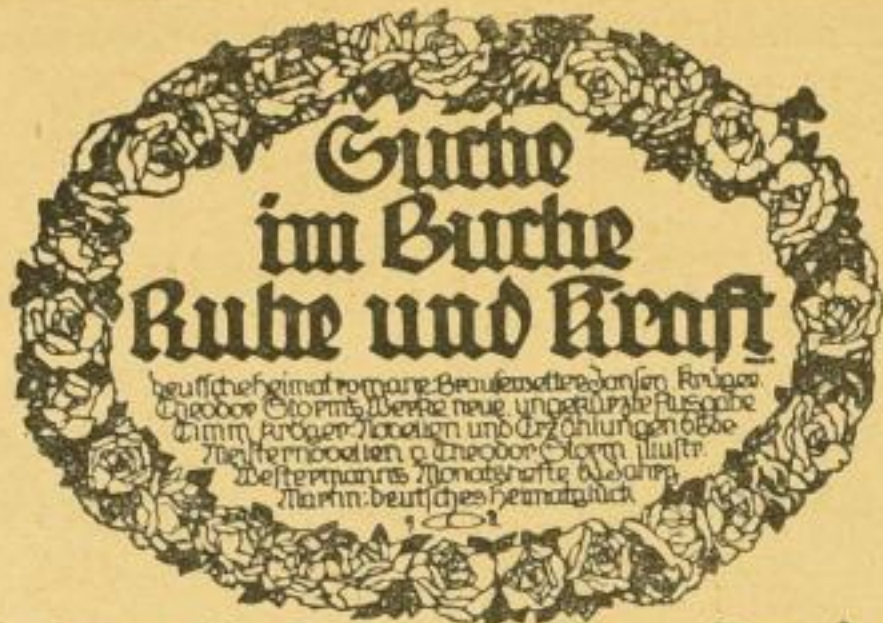 Suche
im Buche
Ruhe und Kraft
deutsche Heimatromane: Brausewetter, Jansen, Krüger.
Theodor Storms Werke neue, ungekürzte Ausgabe
Timm Kröger: Novellen und Erzählungen 6 Bde
Meisternovellen v. Theodor Storm illustr.
Westermanns Monatshefte Jahrg
deutsches Heimatglück